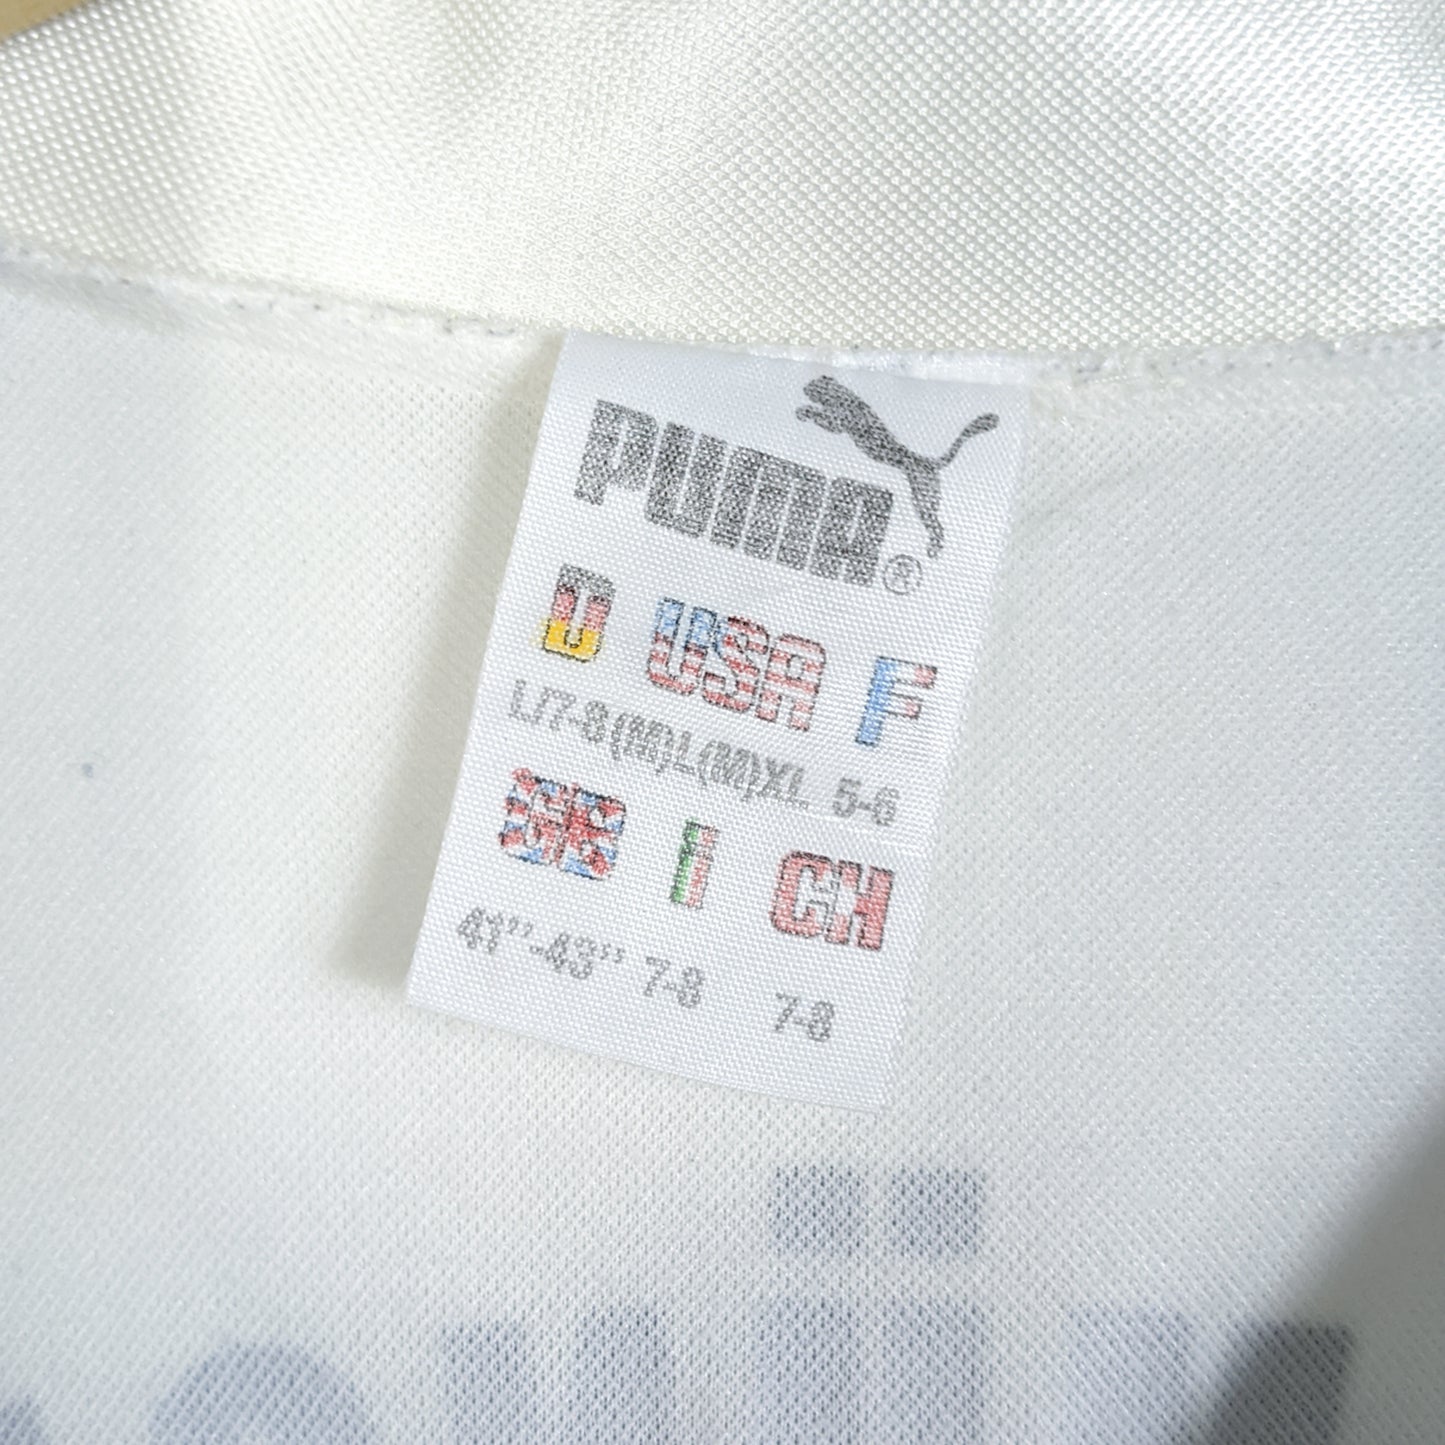 PUMA®
D USA F
L/7-8(M)L(M)XL 5-6
GB I CH
41"-43" 7-8 7-8